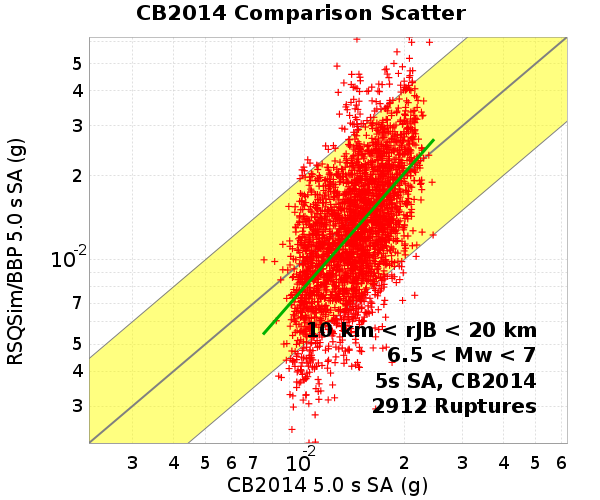 CB2014 Comparison Scatter
RSQSim/BBP 5.0 s SA (g)
5
4
3
2
10-2
7
5
4
3
10 km < rJB < 20 km
6.5 < Mw < 7
5s SA, CB2014
2912 Ruptures
3 4 5 6 7 10-2 2 3 4 5 6
CB2014 5.0 s SA (g)